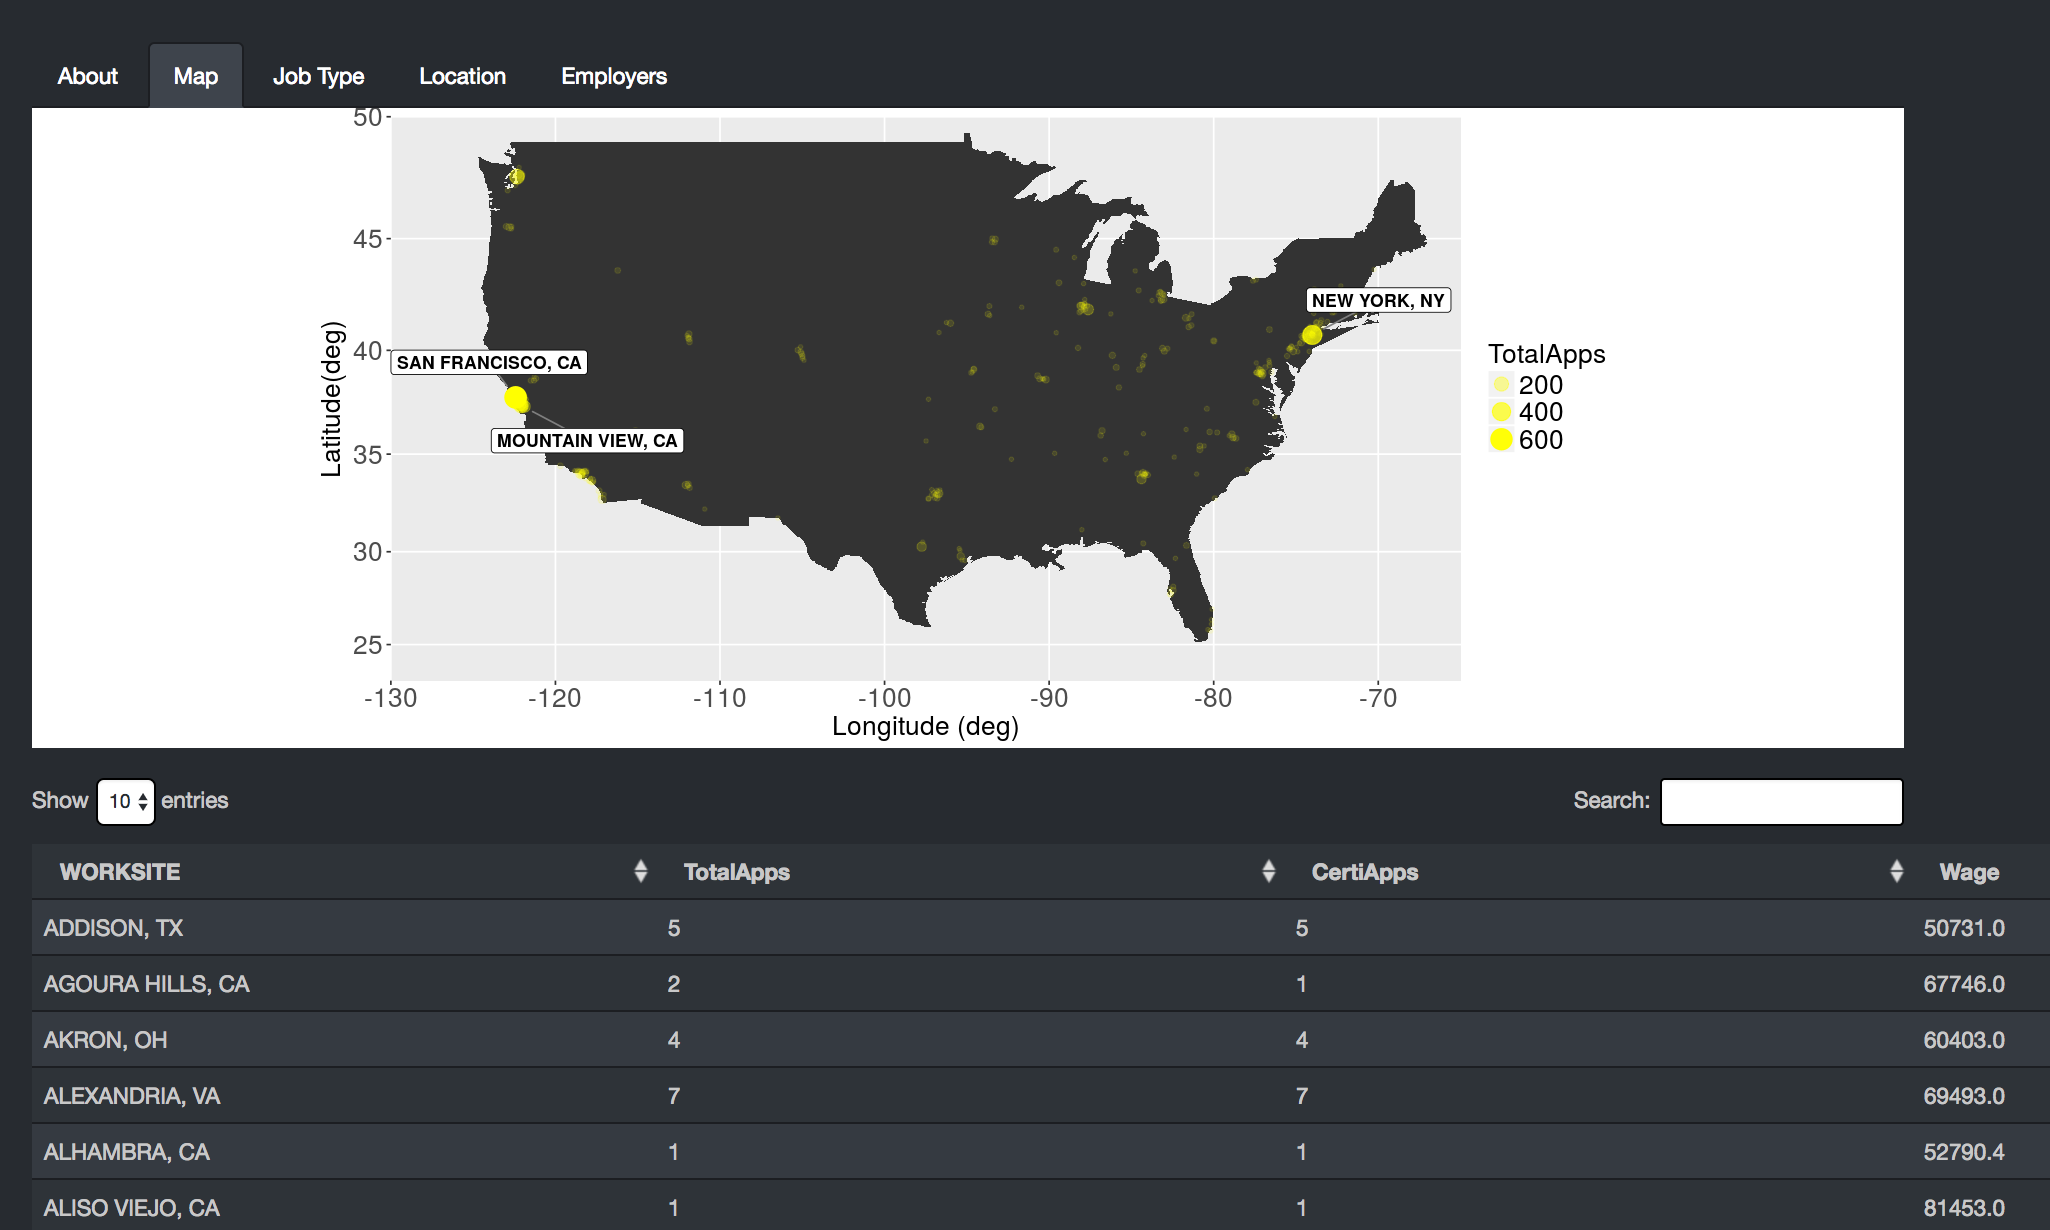 About Map Job Type Location Employers
50
45
40
35
30
25
Latitude(deg)
NEW YORK, NY
SAN FRANCISCO, CA
MOUNTAIN VIEW, CA
TotalApps
200
400
600
-130 -120 -110 -100 -90 -80 -70
Longitude (deg)
Show 10 entries Search:
WORKSITE TotalApps CertiApps Wage
ADDISON, TX 5 5 50731.0
AGOURA HILLS, CA 2 1 67746.0
AKRON, OH 4 4 60403.0
ALEXANDRIA, VA 7 7 69493.0
ALHAMBRA, CA 1 1 52790.4
ALISO VIEJO, CA 1 1 81453.0